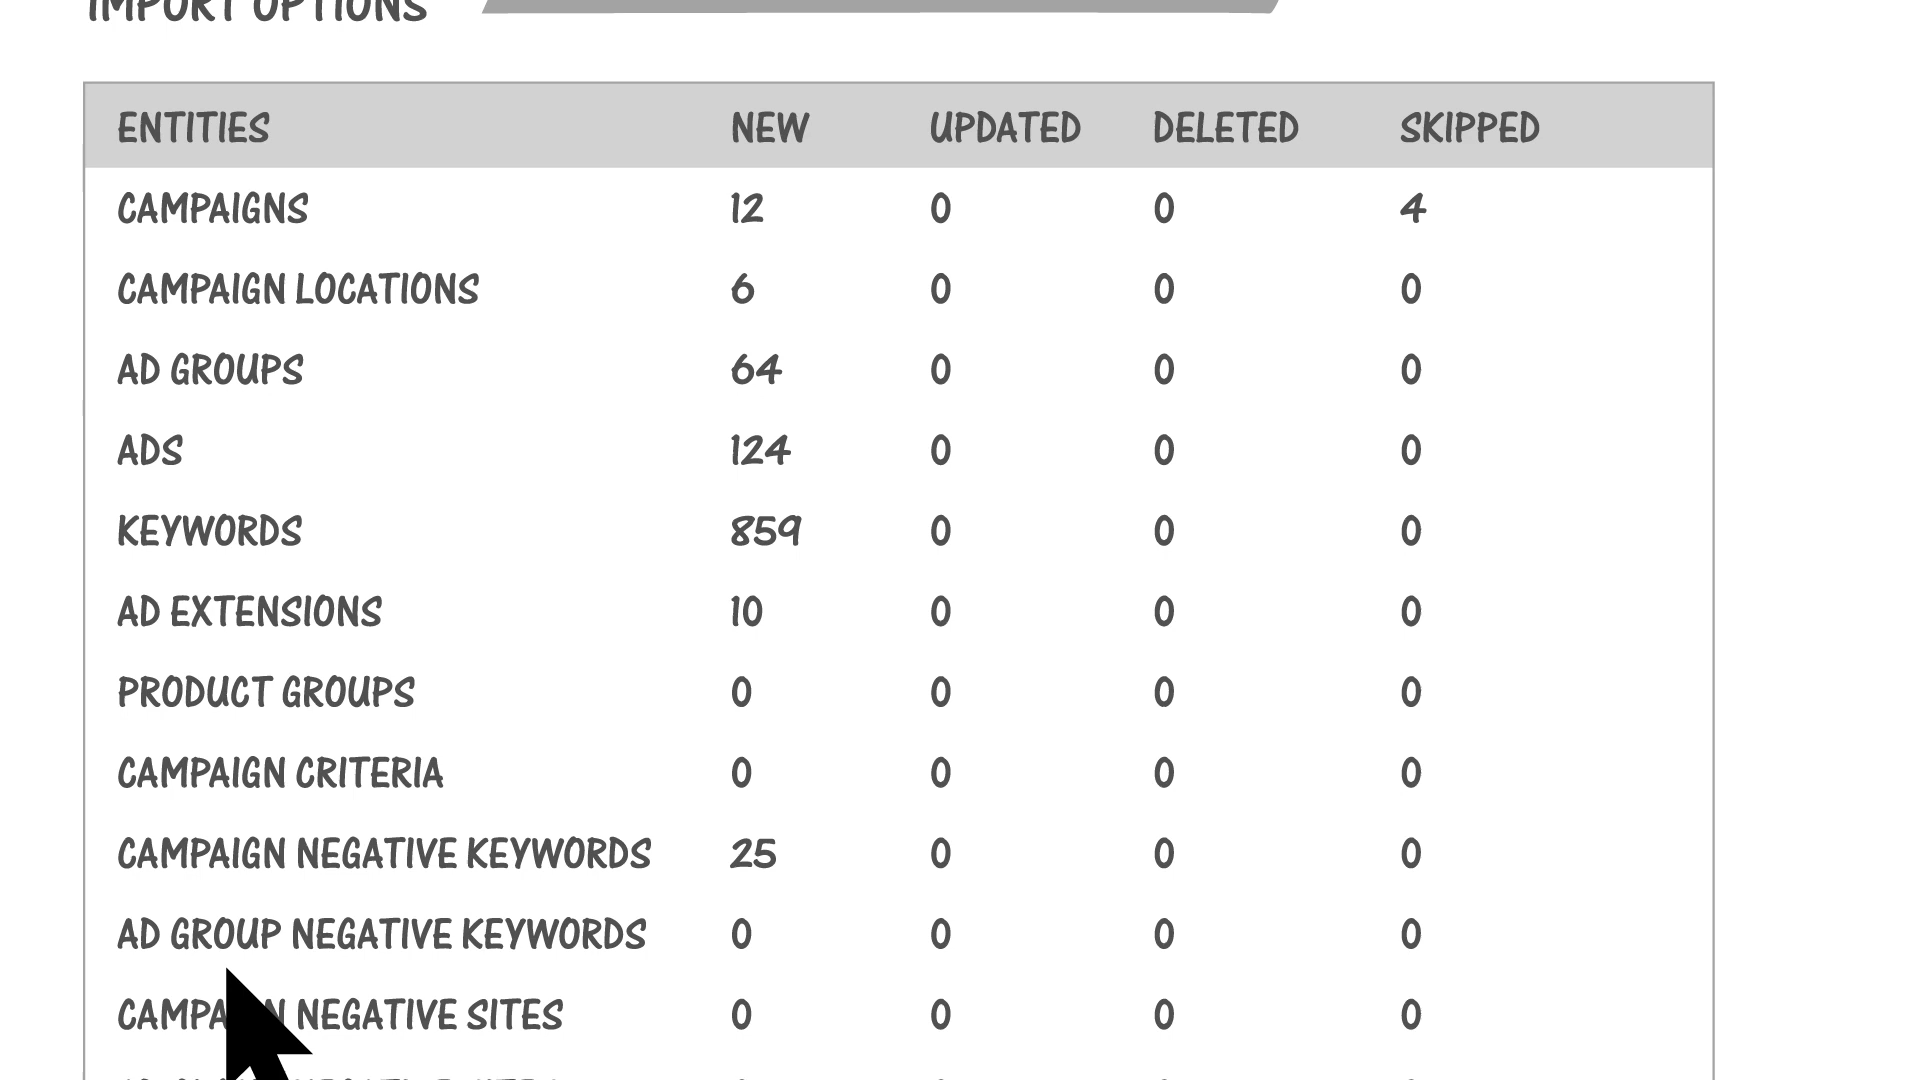 IMPORT OPTIONS
ENTITIES NEW UPDATED DELETED SKIPPED
CAMPAIGNS 12 0 0 4
CAMPAIGN LOCATIONS 6 0 0 0
AD GROUPS 64 0 0 0
ADS 124 0 0 0
KEYWORDS 859 0 0 0
AD EXTENSIONS 10 0 0 0
PRODUCT GROUPS 0 0 0 0
CAMPAIGN CRITERIA 0 0 0 0
CAMPAIGN NEGATIVE KEYWORDS 25 0 0 0
AD GROUP NEGATIVE KEYWORDS 0 0 0 0
CAMPAIGN NEGATIVE SITES 0 0 0 0